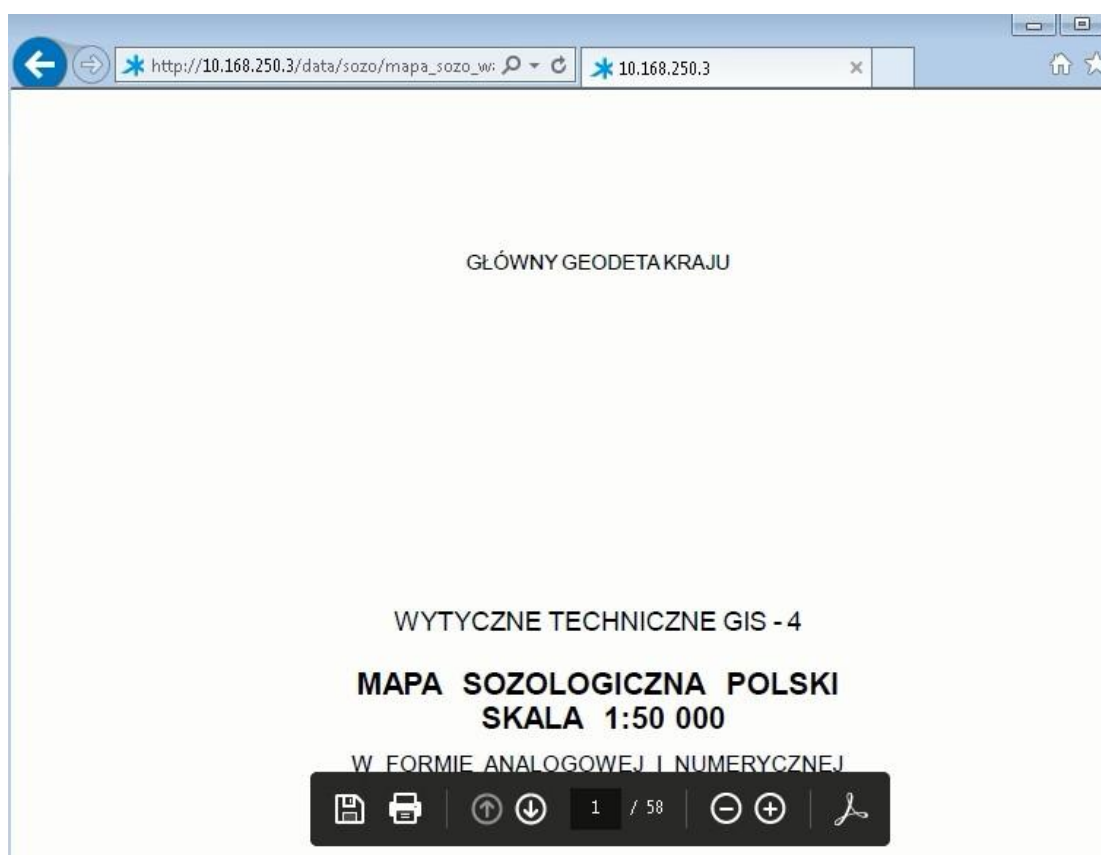 http://10.168.250.3/data/sozo/mapa_sozo_w
10.168.250.3
GŁÓWNY GEODETA KRAJU
WYTYCZNE TECHNICZNE GIS - 4
MAPA SOZOLOGICZNA POLSKI
SKALA 1:50 000
W FORMIE ANALOGOWEJ I NUMERYCZNEJ
1 / 58